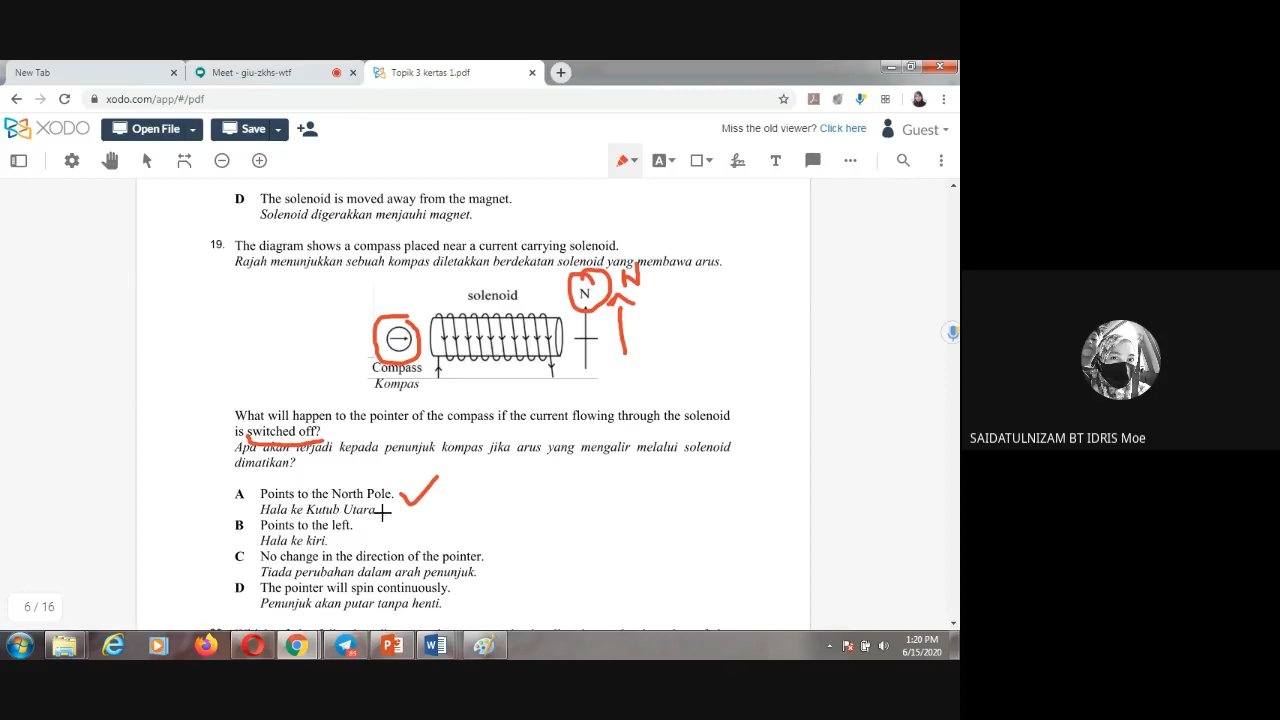 New Tab
Meet - giu-zkhs-wtf
Topik 3 kertas 1.pdf
xodo.com/app/#/pdf
XODO
Open File
Save
Miss the old viewer? Click here
Guest
D The solenoid is moved away from the magnet.
Solenoid digerakkan menjauhi magnet.
19. The diagram shows a compass placed near a current carrying solenoid.
Rajah menunjukkan sebuah kompas diletakkan berdekatan solenoid yang membawa arus.
N
solenoid
N
Compass
Kompas
What will happen to the pointer of the compass if the current flowing through the solenoid
is switched off?
Apa akan terjadi kepada penunjuk kompas jika arus yang mengalir melalui solenoid
dimatikan?
A Points to the North Pole.
Hala ke Kutub Utara
B Points to the left.
Hala ke kiri.
C No change in the direction of the pointer.
Tiada perubahan dalam arah penunjuk.
D The pointer will spin continuously.
Penunjuk akan putar tanpa henti.
6 / 16
1:20 PM
6/15/2020
SAIDATULNIZAM BT IDRIS Moe